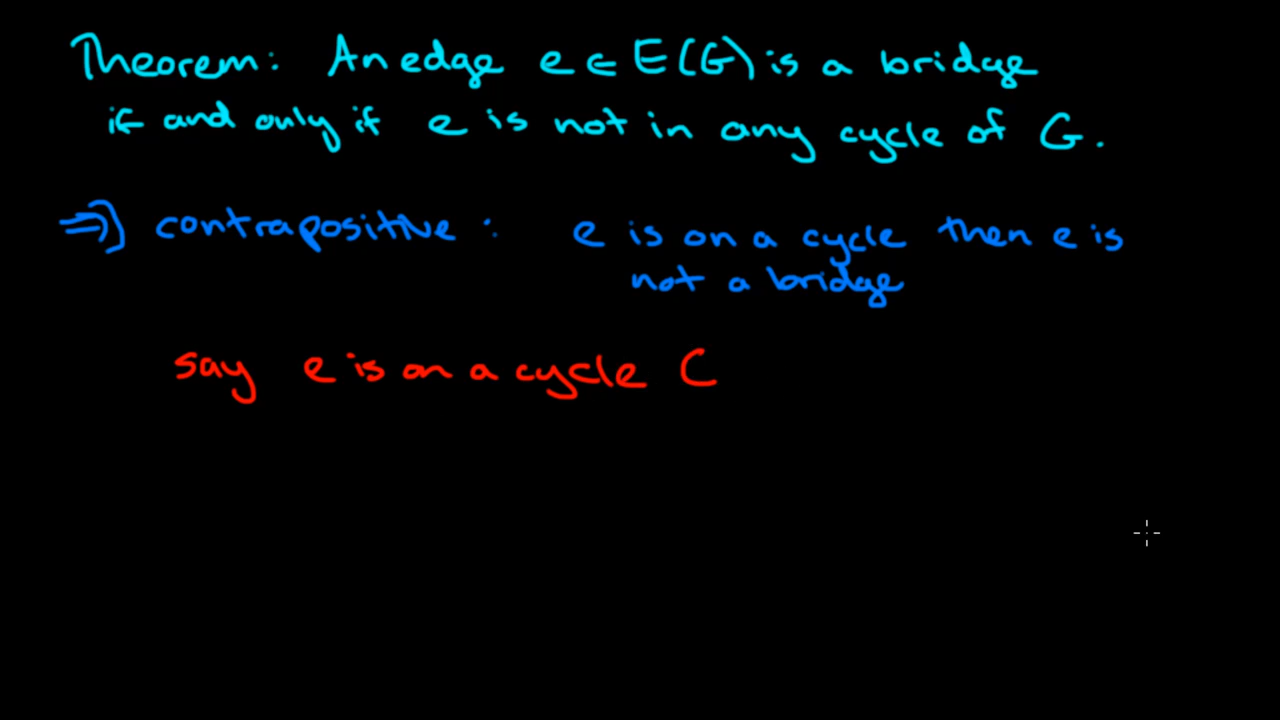 Theorem: An edge e ∈ E(G) is a bridge
if and only if e is not in any cycle of G.
⇒) contrapositive: e is on a cycle then e is
not a bridge
say e is on a cycle C